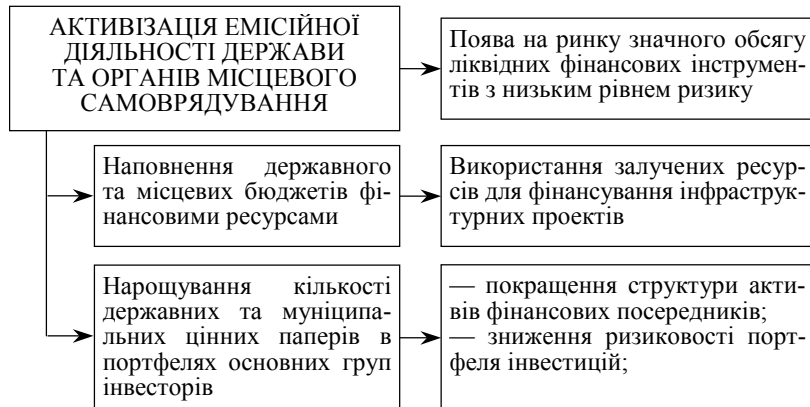 АКТИВІЗАЦІЯ ЕМІСІЙНОЇ
ДІЯЛЬНОСТІ ДЕРЖАВИ
ТА ОРГАНІВ МІСЦЕВОГО
САМОВРЯДУВАННЯ
Поява на ринку значного обсягу
ліквідних фінансових інструмен-
тів з низьким рівнем ризику
Наповнення державного
та місцевих бюджетів фі-
нансовими ресурсами
Використання залучених ресур-
сів для фінансування інфраструк-
турних проектів
Нарощування кількості
державних та муніципа-
льних цінних паперів в
портфелях основних груп
інвесторів
— покращення структури акти-
вів фінансових посередників;
— зниження ризиковості порт-
феля інвестицій;